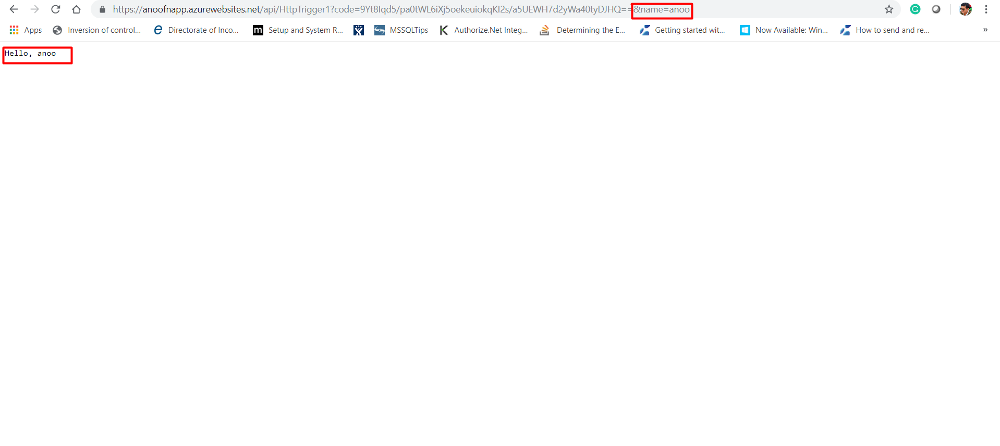 https://anoofnapp.azurewebsites.net/api/HttpTrigger1?code=9Yt8Iqd5/pa0tWL6iXj5oekeuiokqKI2s/a5UEWH7d2yWa40tyDJHQ==&name=anoo
Apps Inversion of control... Directorate of Inco... m Setup and System R... MSSQLTips K Authorize.Net Integ... Determining the E... Getting started wit... Now Available: Win... How to send and re... »
Hello, anoo